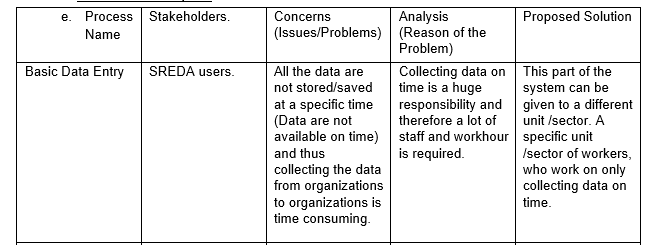 e. Process
Name
Stakeholders.
Concerns
(Issues/Problems)
Analysis
(Reason of the
Problem)
Proposed Solution
Basic Data Entry
SREDA users.
All the data are
not stored/saved
at a specific time
(Data are not
available on time)
and thus
collecting the data
from organizations
to organizations is
time consuming.
Collecting data on
time is a huge
responsibility and
therefore a lot of
staff and workhour
is required.
This part of the
system can be
given to a different
unit /sector. A
specific unit
/sector of workers,
who work on only
collecting data on
time.